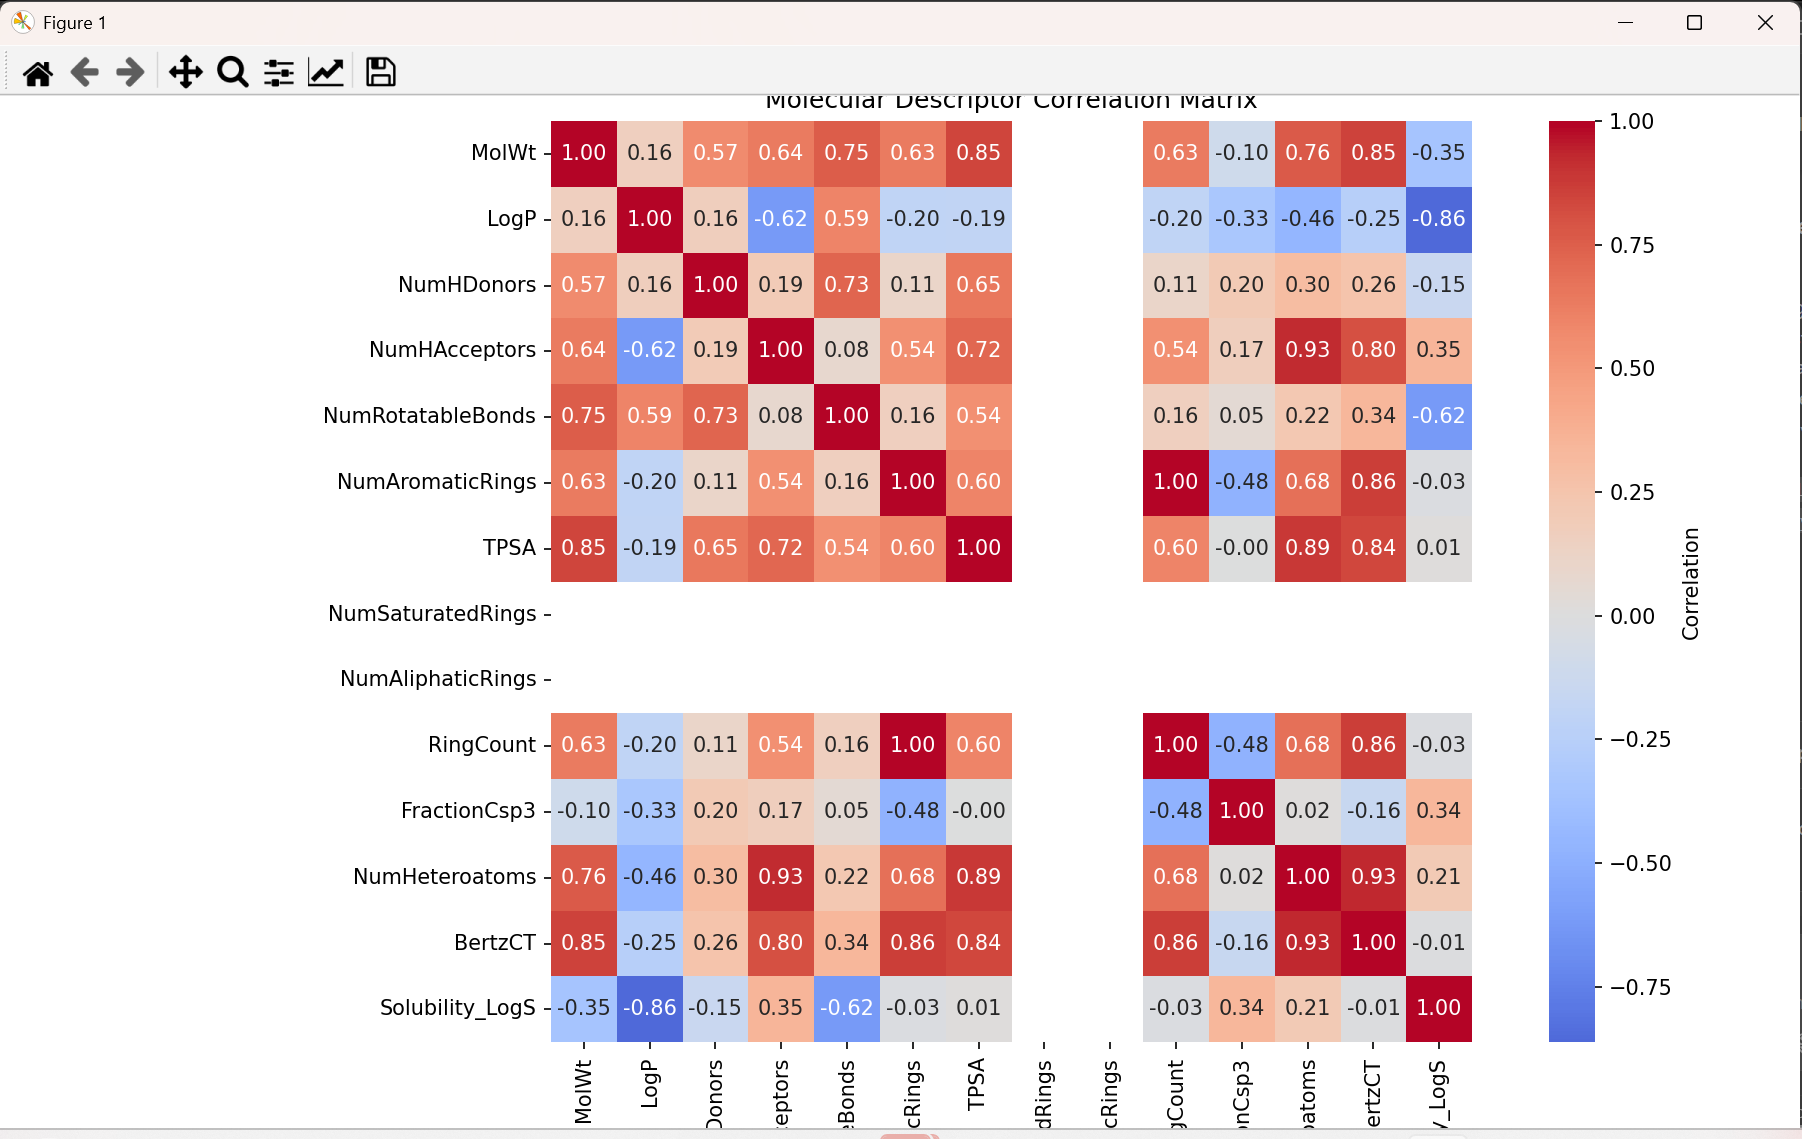 Figure 1
Molecular Descriptor Correlation Matrix
MolWt 1.00 0.16 0.57 0.64 0.75 0.63 0.85 0.63 -0.10 0.76 0.85 -0.35
LogP 0.16 1.00 0.16 -0.62 0.59 -0.20 -0.19 -0.20 -0.33 -0.46 -0.25 -0.86
NumHDonors 0.57 0.16 1.00 0.19 0.73 0.11 0.65 0.11 0.20 0.30 0.26 -0.15
NumHAcceptors 0.64 -0.62 0.19 1.00 0.08 0.54 0.72 0.54 0.17 0.93 0.80 0.35
NumRotatableBonds 0.75 0.59 0.73 0.08 1.00 0.16 0.54 0.16 0.05 0.22 0.34 -0.62
NumAromaticRings 0.63 -0.20 0.11 0.54 0.16 1.00 0.60 1.00 -0.48 0.68 0.86 -0.03
TPSA 0.85 -0.19 0.65 0.72 0.54 0.60 1.00 0.60 -0.00 0.89 0.84 0.01
NumSaturatedRings
NumAliphaticRings
RingCount 0.63 -0.20 0.11 0.54 0.16 1.00 0.60 1.00 -0.48 0.68 0.86 -0.03
FractionCsp3 -0.10 -0.33 0.20 0.17 0.05 -0.48 -0.00 -0.48 1.00 0.02 -0.16 0.34
NumHeteroatoms 0.76 -0.46 0.30 0.93 0.22 0.68 0.89 0.68 0.02 1.00 0.93 0.21
BertzCT 0.85 -0.25 0.26 0.80 0.34 0.86 0.84 0.86 -0.16 0.93 1.00 -0.01
Solubility_LogS -0.35 -0.86 -0.15 0.35 -0.62 -0.03 0.01 -0.03 0.34 0.21 -0.01 1.00
MolWt
LogP
Donors
ceptors
eBonds
cRings
TPSA
dRings
cRings
gCount
onCsp3
oatoms
ertzCT
y_LogS
1.00
0.75
0.50
0.25
0.00
−0.25
−0.50
−0.75
Correlation